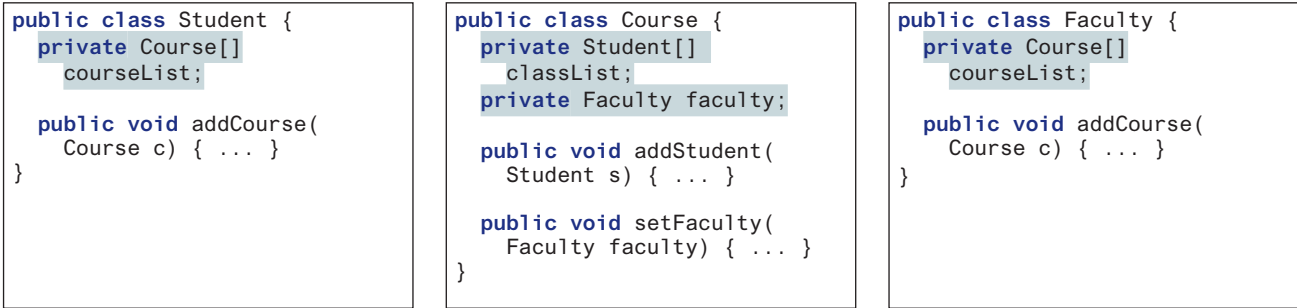 public class Student {
  private Course[]
    courseList;

  public void addCourse(
    Course c) { ... }
}

public class Course {
  private Student[]
    classList;
  private Faculty faculty;

  public void addStudent(
    Student s) { ... }

  public void setFaculty(
    Faculty faculty) { ... }
}

public class Faculty {
  private Course[]
    courseList;

  public void addCourse(
    Course c) { ... }
}